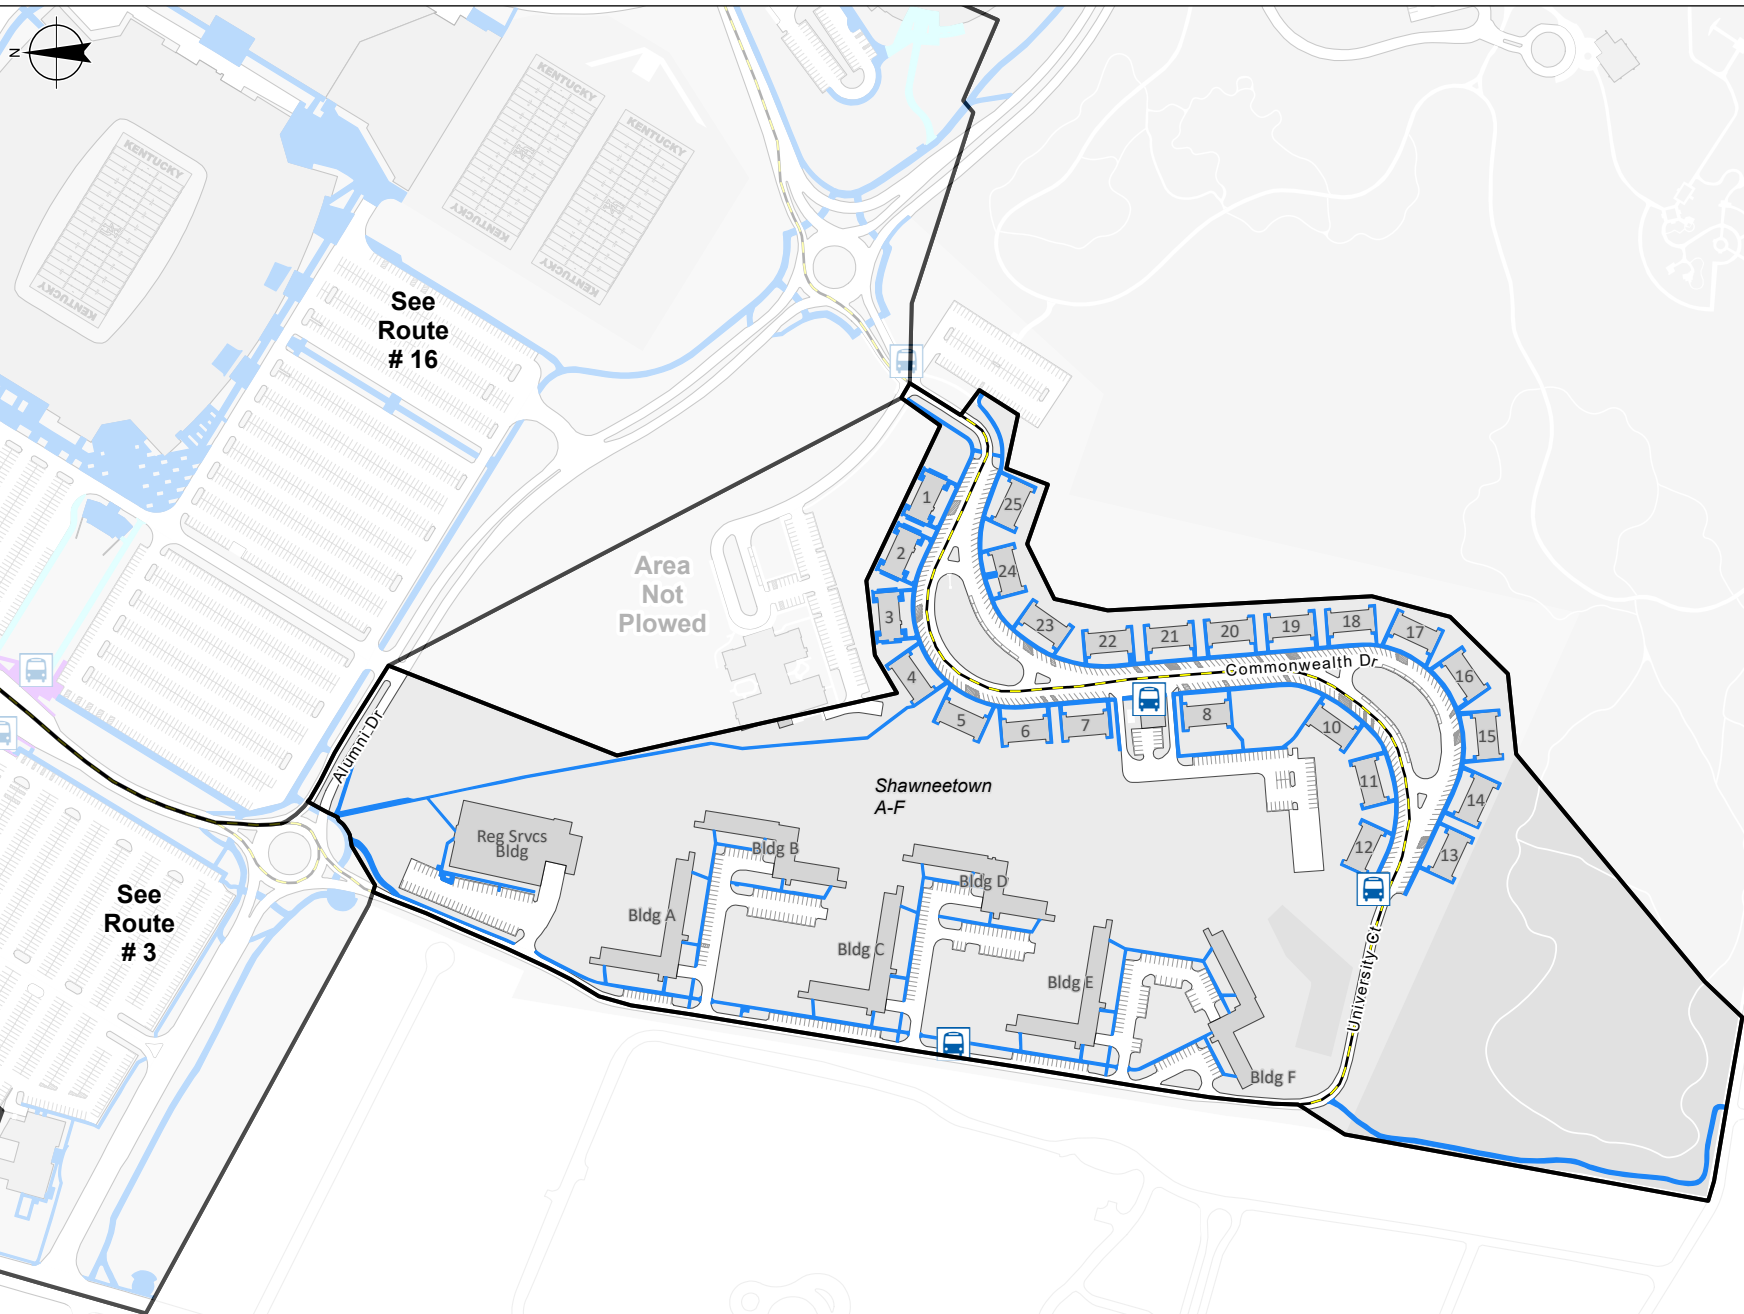 N
KENTUCKY
KENTUCKY
KENTUCKY
KENTUCKY
KENTUCKY
KENTUCKY
See
Route
# 16
Area
Not
Plowed
See
Route
# 3
Alumni Dr
Commonwealth Dr
University Ct
Shawneetown
A-F
Reg Srvcs
Bldg
Bldg A
Bldg B
Bldg C
Bldg D
Bldg E
Bldg F
1
2
3
4
5
6
7
8
10
11
12
13
14
15
16
17
18
19
20
21
22
23
24
25